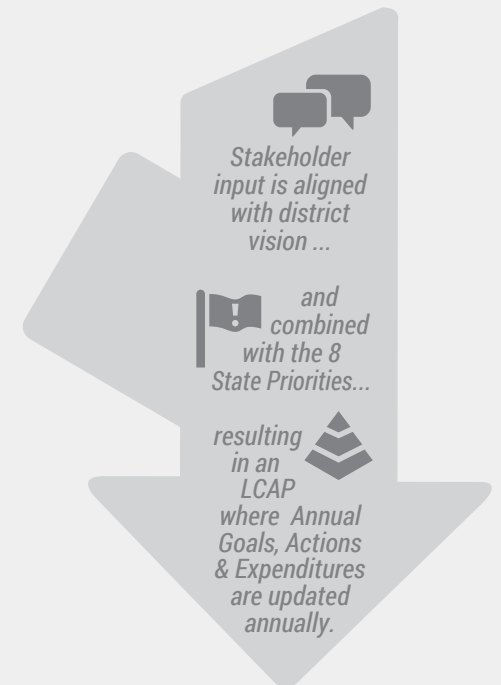 Stakeholder
input is aligned
with district
vision ...
and
combined
with the 8
State Priorities...
resulting
in an
LCAP
where Annual
Goals, Actions
& Expenditures
are updated
annually.